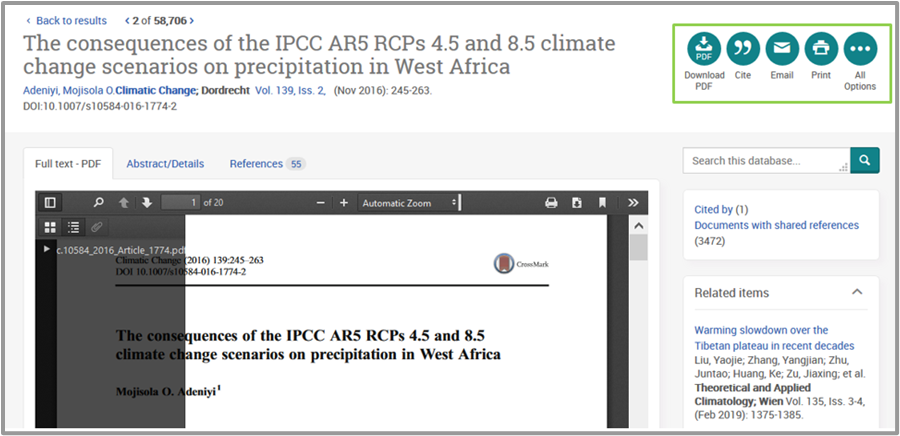 Back to results
2 of 58,706
The consequences of the IPCC AR5 RCPs 4.5 and 8.5 climate
change scenarios on precipitation in West Africa
Adeniyi, Mojisola O.Climatic Change; Dordrecht Vol. 139, Iss. 2, (Nov 2016): 245-263.
DOI:10.1007/s10584-016-1774-2
PDF
Download
PDF
Cite
Email
Print
All
Options
Full text - PDF
Abstract/Details
References 55
Search this database...
1 of 20
Automatic Zoom
c.10584_2016_Article_1774.pdf
Climatic Change (2016) 139:245–263
DOI 10.1007/s10584-016-1774-2
CrossMark
The consequences of the IPCC AR5 RCPs 4.5 and 8.5
climate change scenarios on precipitation in West Africa
Mojisola O. Adeniyi1
Cited by (1)
Documents with shared references
(3472)
Related items
Warming slowdown over the
Tibetan plateau in recent decades
Liu, Yaojie; Zhang, Yangjian; Zhu,
Juntao; Huang, Ke; Zu, Jiaxing; et al.
Theoretical and Applied
Climatology; Wien Vol. 135, Iss. 3-4,
(Feb 2019): 1375-1385.